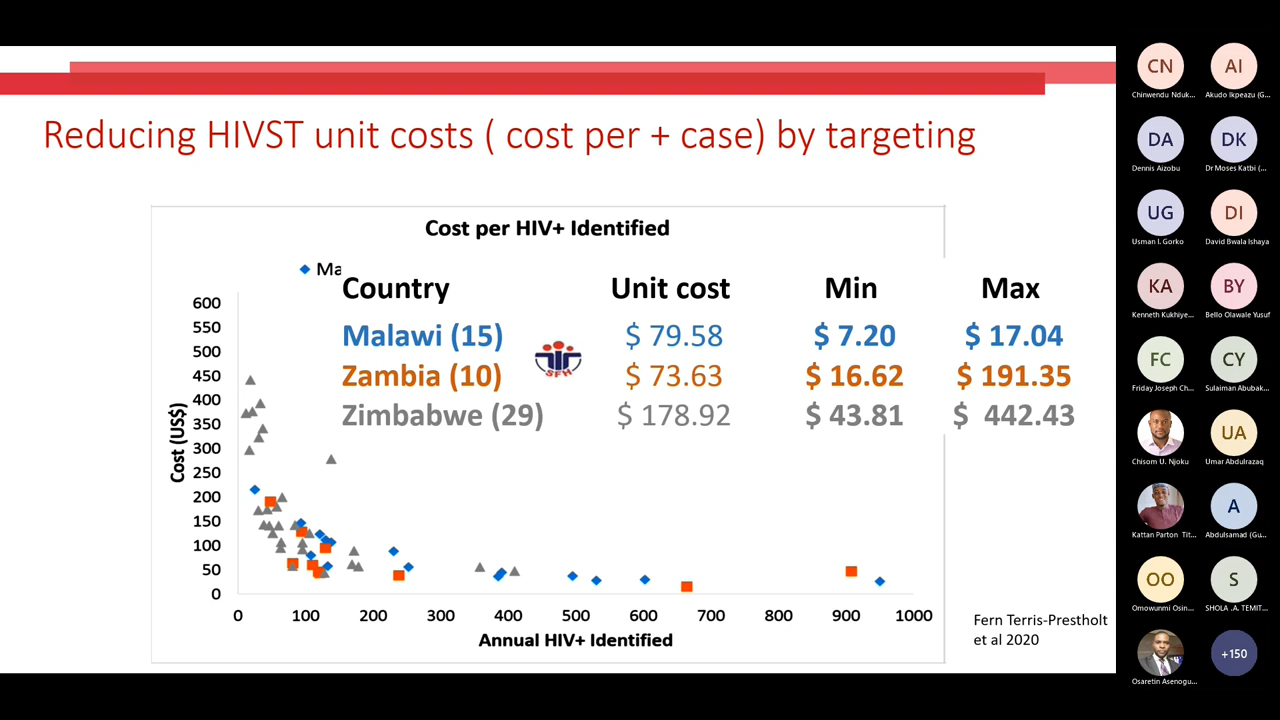 Reducing HIVST unit costs ( cost per + case) by targeting
Cost per HIV+ Identified
Ma
Country Unit cost Min Max
Malawi (15) $ 79.58 $ 7.20 $ 17.04
Zambia (10) $ 73.63 $ 16.62 $ 191.35
Zimbabwe (29) $ 178.92 $ 43.81 $ 442.43
SFH
Cost (US$)
600
550
500
450
400
350
300
250
200
150
100
50
0
0 100 200 300 400 500 600 700 800 900 1000
Annual HIV+ Identified
Fern Terris-Prestholt
et al 2020
CN AI
Chinwendu Nduk... Akudo Ikpeazu (G...
DA DK
Dennis Aizobu Dr Moses Katbi (...
UG DI
Usman I. Gorko David Bwala Ishaya
KA BY
Kenneth Kukhiye... Bello Olawale Yusuf
FC CY
Friday Joseph Ch... Sulaiman Abubak...
UA
Chisom U. Njoku Umar Abdulrazaq
A
Kattan Parton Tit... Abdulsamad (Gu...
OO S
Omowunmi Osin... SHOLA .A. TEMIT...
+150
Osaretin Asenogu...